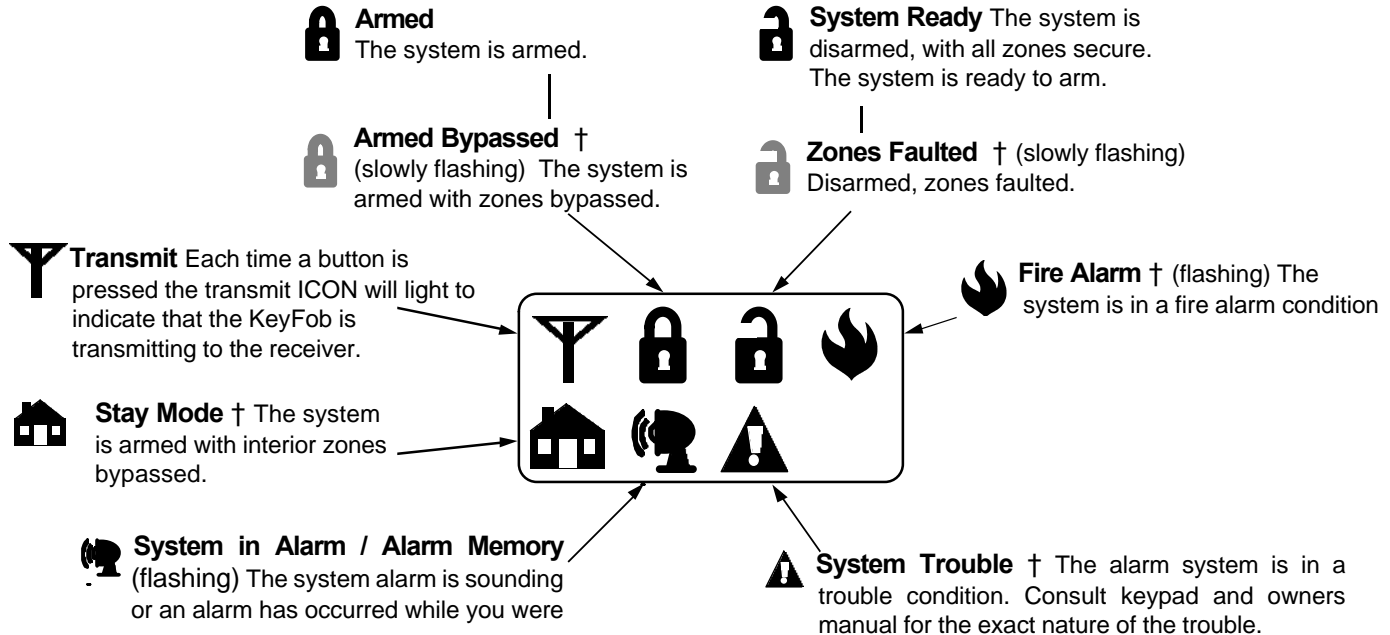 Armed
The system is armed.
System Ready The system is
disarmed, with all zones secure.
The system is ready to arm.
Armed Bypassed †
(slowly flashing) The system is
armed with zones bypassed.
Zones Faulted † (slowly flashing)
Disarmed, zones faulted.
Transmit Each time a button is
pressed the transmit ICON will light to
indicate that the KeyFob is
transmitting to the receiver.
Fire Alarm † (flashing) The
system is in a fire alarm condition
Stay Mode † The system
is armed with interior zones
bypassed.
System in Alarm / Alarm Memory
(flashing) The system alarm is sounding
or an alarm has occurred while you were
System Trouble † The alarm system is in a
trouble condition. Consult keypad and owners
manual for the exact nature of the trouble.